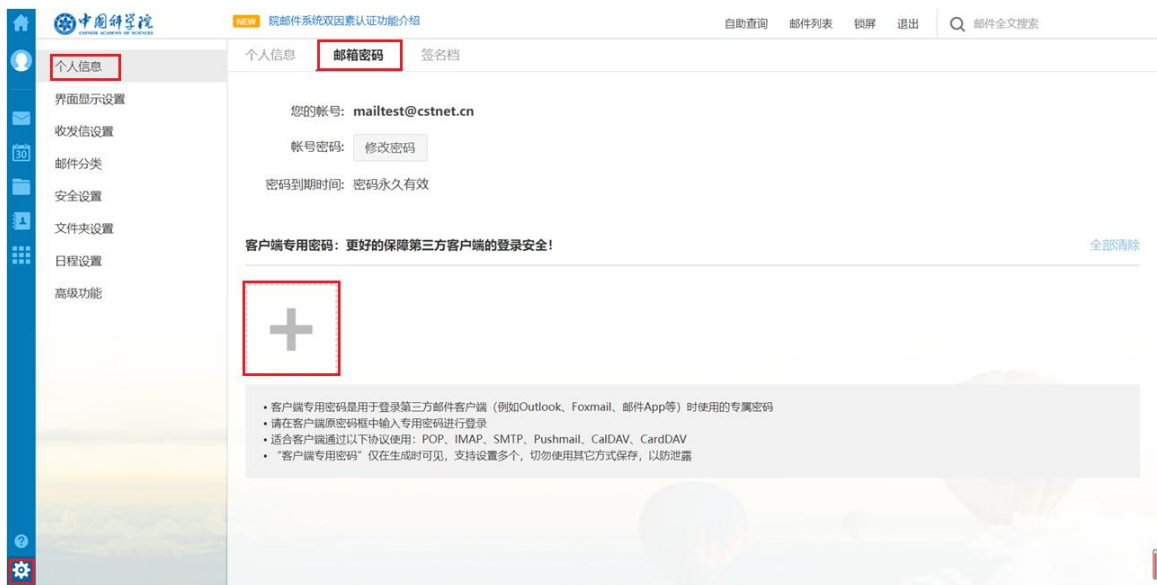 中国科学院
CHINESE ACADEMY OF SCIENCES
NEW 院邮件系统双因素认证功能介绍
自助查询 邮件列表 锁屏 退出 邮件全文搜索
个人信息 邮箱密码 签名档
个人信息
界面显示设置
收发信设置
30
邮件分类
安全设置
文件夹设置
日程设置
高级功能
您的帐号: mailtest@cstnet.cn
帐号密码: 修改密码
密码到期时间: 密码永久有效
客户端专用密码：更好的保障第三方客户端的登录安全！ 全部清除
• 客户端专用密码是用于登录第三方邮件客户端（例如Outlook、Foxmail、邮件App等）时使用的专属密码
• 请在客户端原密码框中输入专用密码进行登录
• 适合客户端通过以下协议使用：POP、IMAP、SMTP、Pushmail、CalDAV、CardDAV
• “客户端专用密码”仅在生成时可见，支持设置多个，切勿使用其它方式保存，以防泄露
?